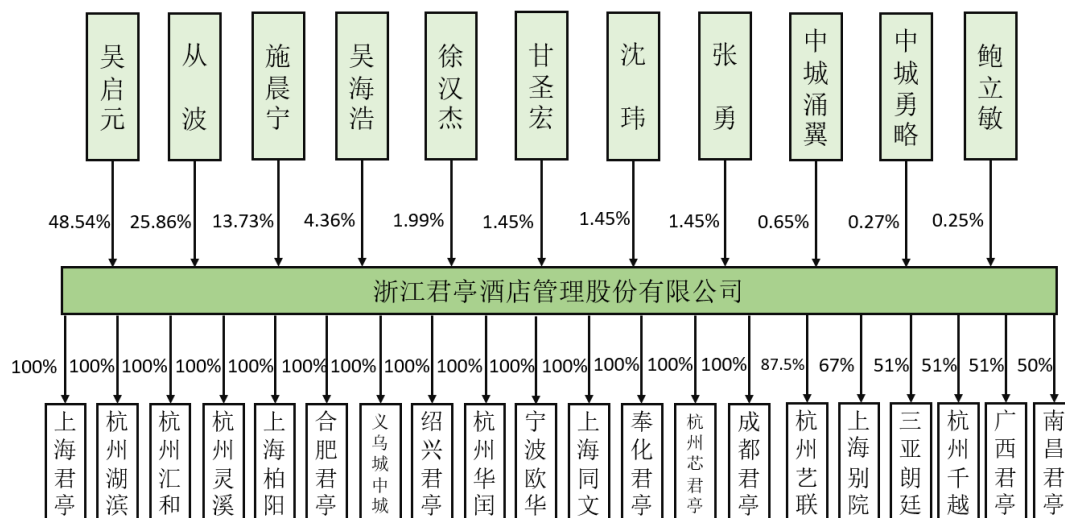 吴启元
从波
施晨宁
吴海浩
徐汉杰
甘圣宏
沈玮
张勇
中城涌翼
中城勇略
鲍立敏
48.54%
25.86%
13.73%
4.36%
1.99%
1.45%
1.45%
1.45%
0.65%
0.27%
0.25%
浙江君亭酒店管理股份有限公司
100%
100%
100%
100%
100%
100%
100%
100%
100%
100%
100%
100%
100%
100%
87.5%
67%
51%
51%
51%
50%
上海君亭
杭州湖滨
杭州汇和
杭州灵溪
上海柏阳
合肥君亭
义乌城中城
绍兴君亭
杭州华闰
宁波欧华
上海同文
奉化君亭
杭州芯君亭
成都君亭
杭州艺联
上海别院
三亚朗廷
杭州千越
广西君亭
南昌君亭